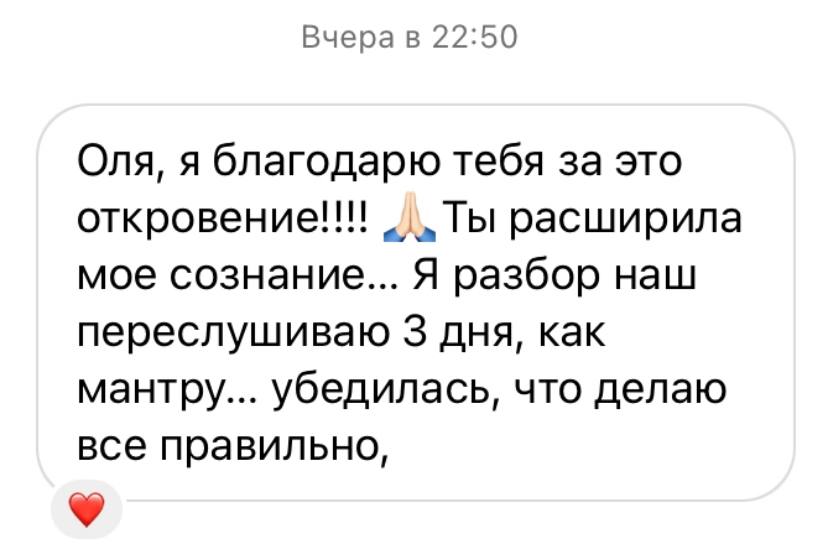 Вчера в 22:50
Оля, я благодарю тебя за это
откровение!!!! 🙏🏻Ты расширила
мое сознание... Я разбор наш
переслушиваю 3 дня, как
мантру... убедилась, что делаю
все правильно,